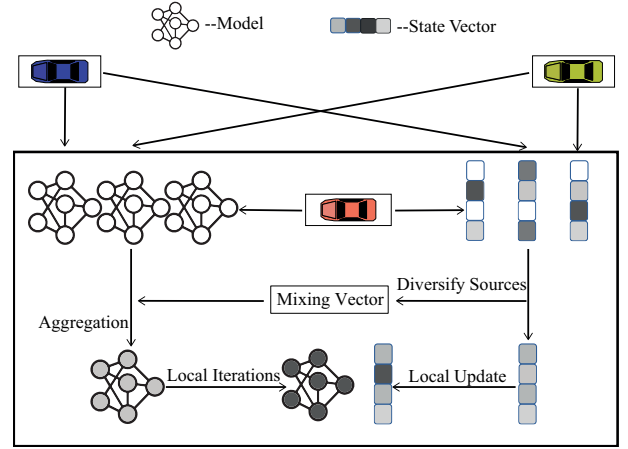 --Model
--State Vector
Diversify Sources
Mixing Vector
Aggregation
Local Iterations
Local Update